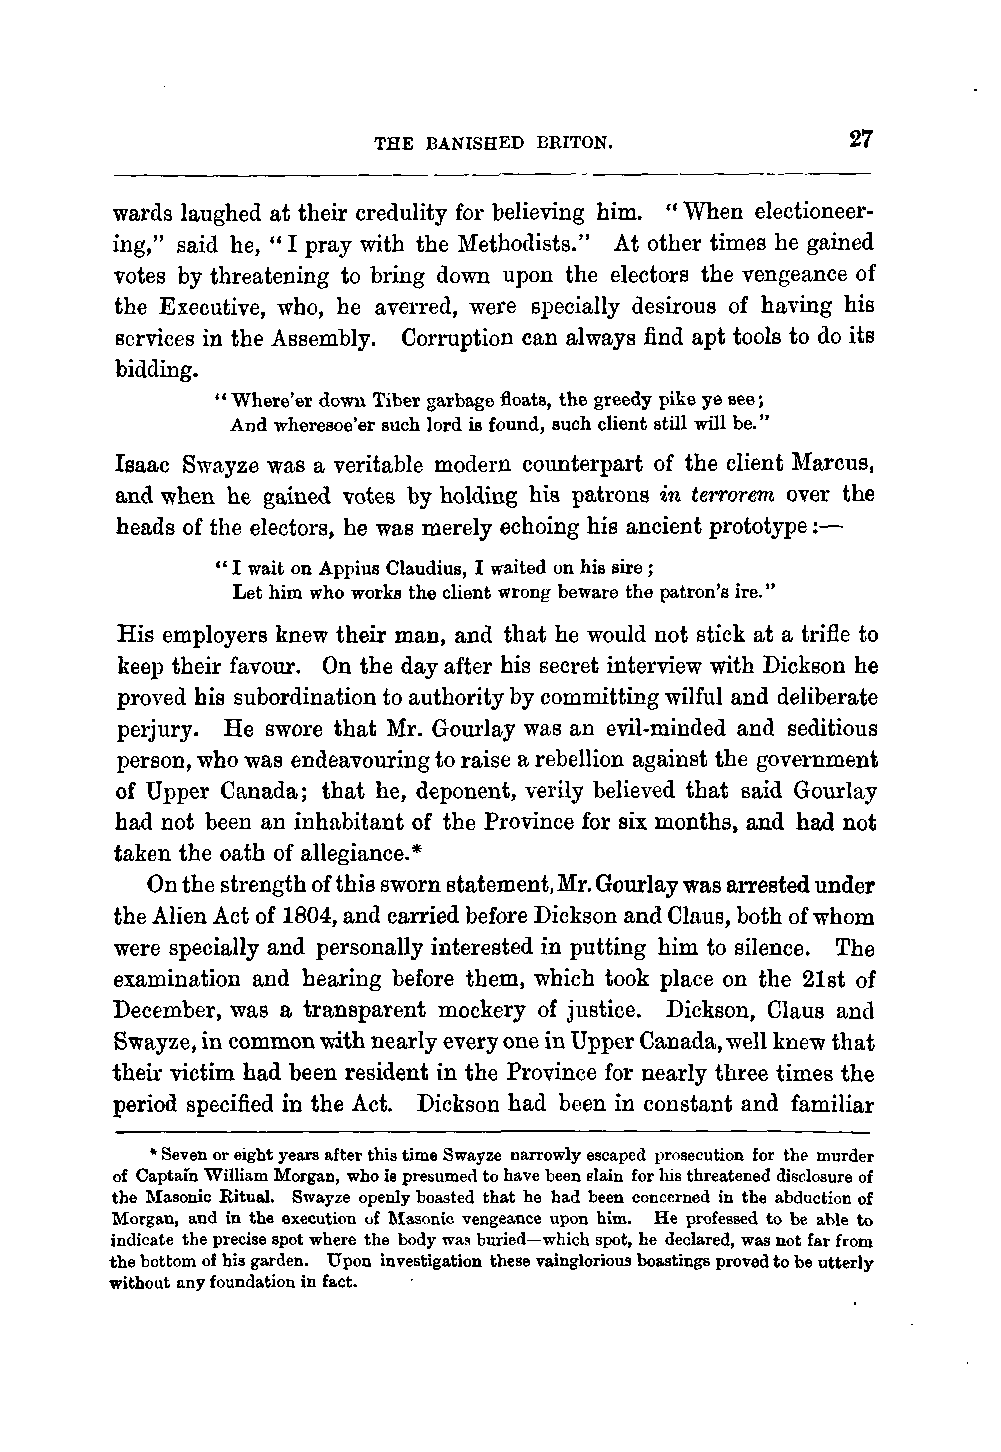 THE BANISHED BRITON. 27
wards laughed at their credulity for believing him. "When electioneer-
ing," said he, "I pray with the Methodists." At other times he gained
votes by threatening to bring down upon the electors the vengeance of
the Executive, who, he averred, were specially desirous of having his
services in the Assembly. Corruption can always find apt tools to do its
bidding.
"Where'er down Tiber garbage floats, the greedy pike ye see;
And wheresoe'er such lord is found, such client still will be."
Isaac Swayze was a veritable modern counterpart of the client Marcus,
and when he gained votes by holding his patrons in terrorem over the
heads of the electors, he was merely echoing his ancient prototype:—
"I wait on Appius Claudius, I waited on his sire;
Let him who works the client wrong beware the patron's ire."
His employers knew their man, and that he would not stick at a trifle to
keep their favour. On the day after his secret interview with Dickson he
proved his subordination to authority by committing wilful and deliberate
perjury. He swore that Mr. Gourlay was an evil-minded and seditious
person, who was endeavouring to raise a rebellion against the government
of Upper Canada; that he, deponent, verily believed that said Gourlay
had not been an inhabitant of the Province for six months, and had not
taken the oath of allegiance.*
On the strength of this sworn statement, Mr. Gourlay was arrested under
the Alien Act of 1804, and carried before Dickson and Claus, both of whom
were specially and personally interested in putting him to silence. The
examination and hearing before them, which took place on the 21st of
December, was a transparent mockery of justice. Dickson, Claus and
Swayze, in common with nearly every one in Upper Canada, well knew that
their victim had been resident in the Province for nearly three times the
period specified in the Act. Dickson had been in constant and familiar
* Seven or eight years after this time Swayze narrowly escaped prosecution for the murder
of Captain William Morgan, who is presumed to have been slain for his threatened disclosure of
the Masonic Ritual. Swayze openly boasted that he had been concerned in the abduction of
Morgan, and in the execution of Masonic vengeance upon him. He professed to be able to
indicate the precise spot where the body was buried—which spot, he declared, was not far from
the bottom of his garden. Upon investigation these vainglorious boastings proved to be utterly
without any foundation in fact.